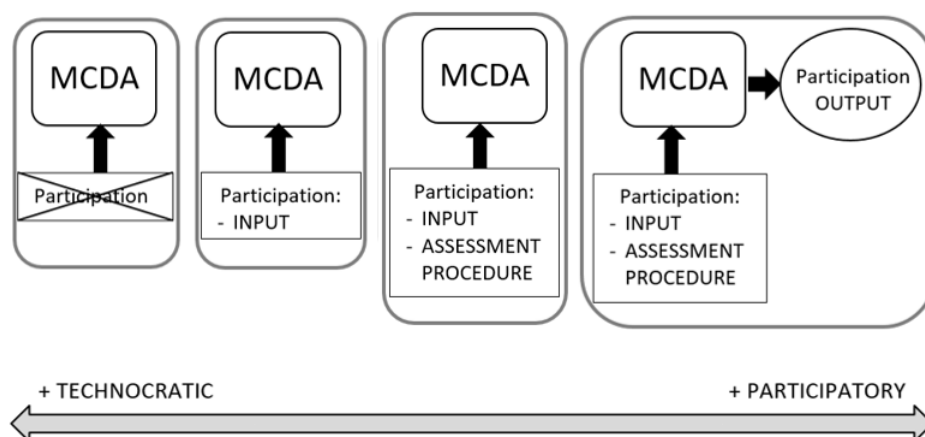 MCDA
Participation
MCDA
Participation:
- INPUT
MCDA
Participation:
- INPUT
- ASSESSMENT
PROCEDURE
MCDA
Participation
OUTPUT
Participation:
- INPUT
- ASSESSMENT
PROCEDURE
+ TECHNOCRATIC
+ PARTICIPATORY